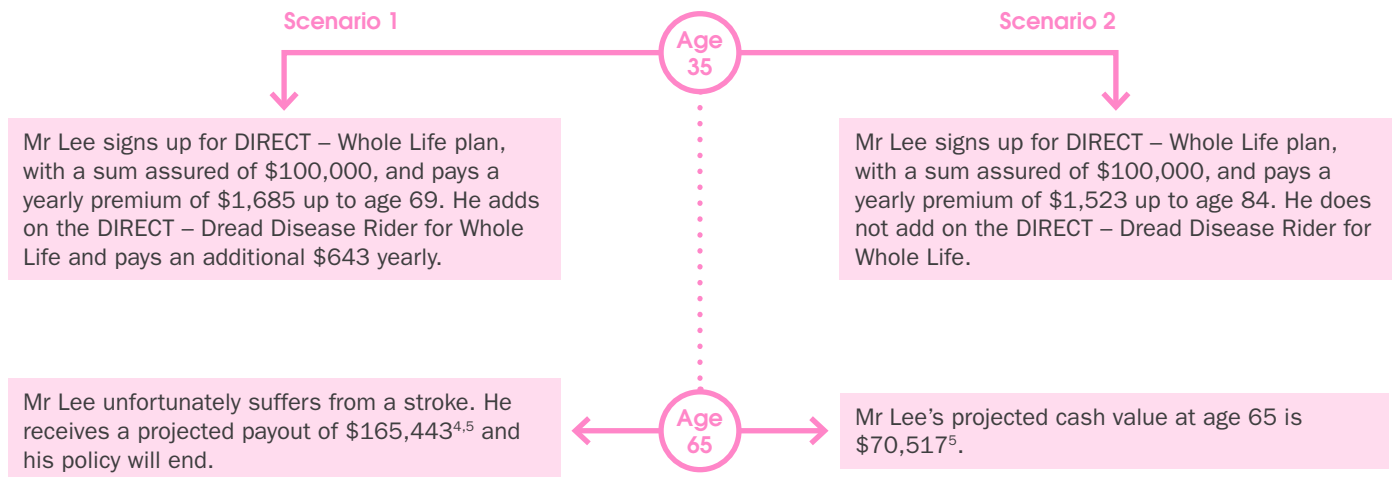 Scenario 1
Age
35
Scenario 2
Mr Lee signs up for DIRECT – Whole Life plan,
with a sum assured of $100,000, and pays a
yearly premium of $1,685 up to age 69. He adds
on the DIRECT – Dread Disease Rider for Whole
Life and pays an additional $643 yearly.
Mr Lee signs up for DIRECT – Whole Life plan,
with a sum assured of $100,000, and pays a
yearly premium of $1,523 up to age 84. He does
not add on the DIRECT – Dread Disease Rider for
Whole Life.
Mr Lee unfortunately suffers from a stroke. He
receives a projected payout of $165,443⁴,⁵ and
his policy will end.
Age
65
Mr Lee’s projected cash value at age 65 is
$70,517⁵.